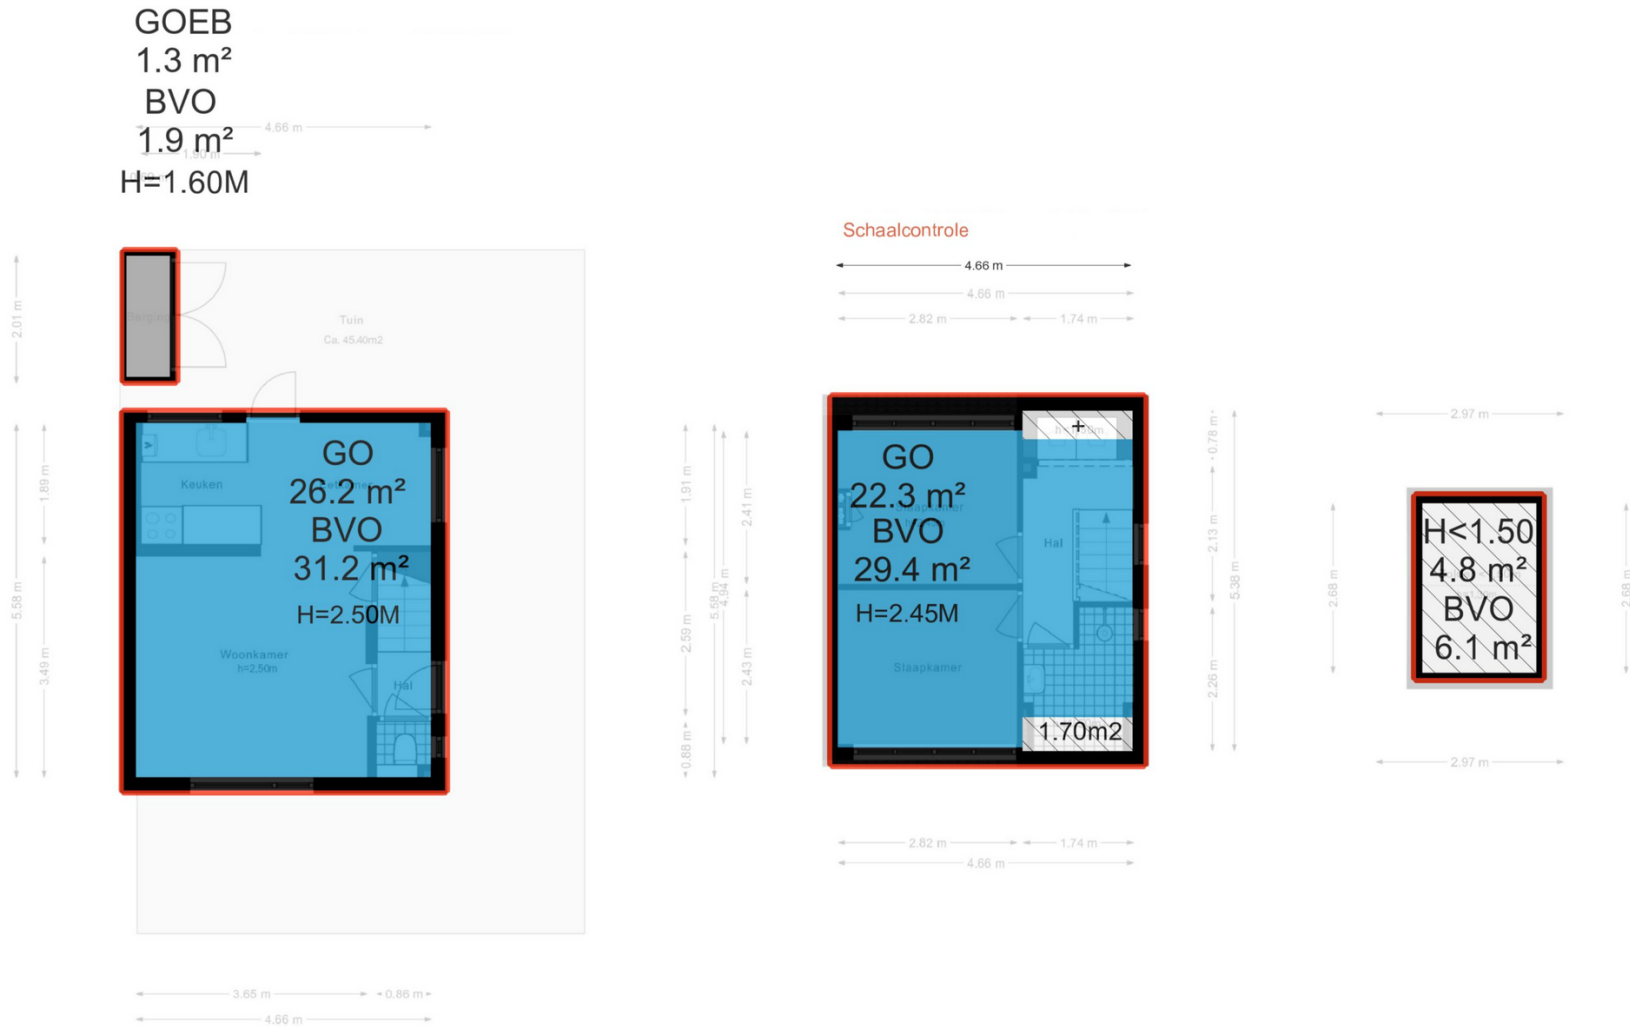 GOEB
1.3 m²
BVO
1.9 m²
H=1.60M
4.66 m
1.90 m
2.01 m
Berging
Tuin
Ca. 45.40m2
5.58 m
1.89 m
3.49 m
Keuken
GO
26.2 m²
BVO
31.2 m²
H=2.50M
Woonkamer
h=2,50m
Hal
3.65 m
0.86 m
4.66 m
1.91 m
2.59 m
0.88 m
5.58 m
4.94 m
2.41 m
2.43 m
Schaalcontrole
4.66 m
4.66 m
2.82 m
1.74 m
GO
22.3 m²
Slaapkamer
BVO
29.4 m²
H=2.45M
Slaapkamer
Hal
+
1.70m2
2.82 m
1.74 m
4.66 m
0.78 m
2.13 m
2.26 m
5.38 m
2.97 m
2.68 m
H<1.50
4.8 m²
BVO
6.1 m²
2.68 m
2.97 m